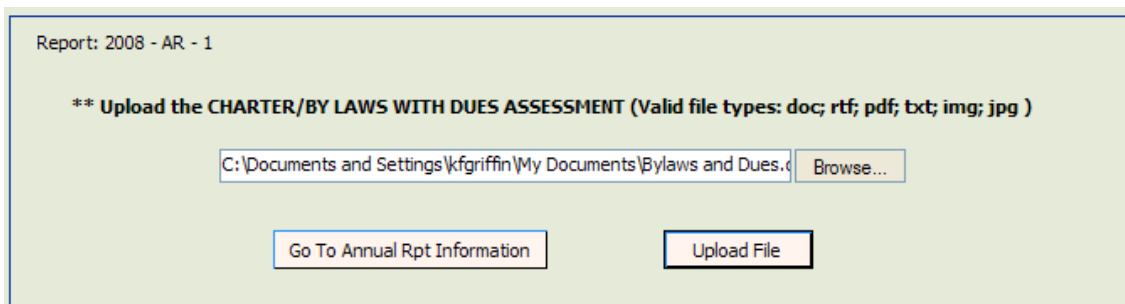 Report: 2008 - AR - 1
** Upload the CHARTER/BY LAWS WITH DUES ASSESSMENT (Valid file types: doc; rtf; pdf; txt; img; jpg )
C:\Documents and Settings\kfgriffin\My Documents\Bylaws and Dues.d Browse...
Go To Annual Rpt Information Upload File